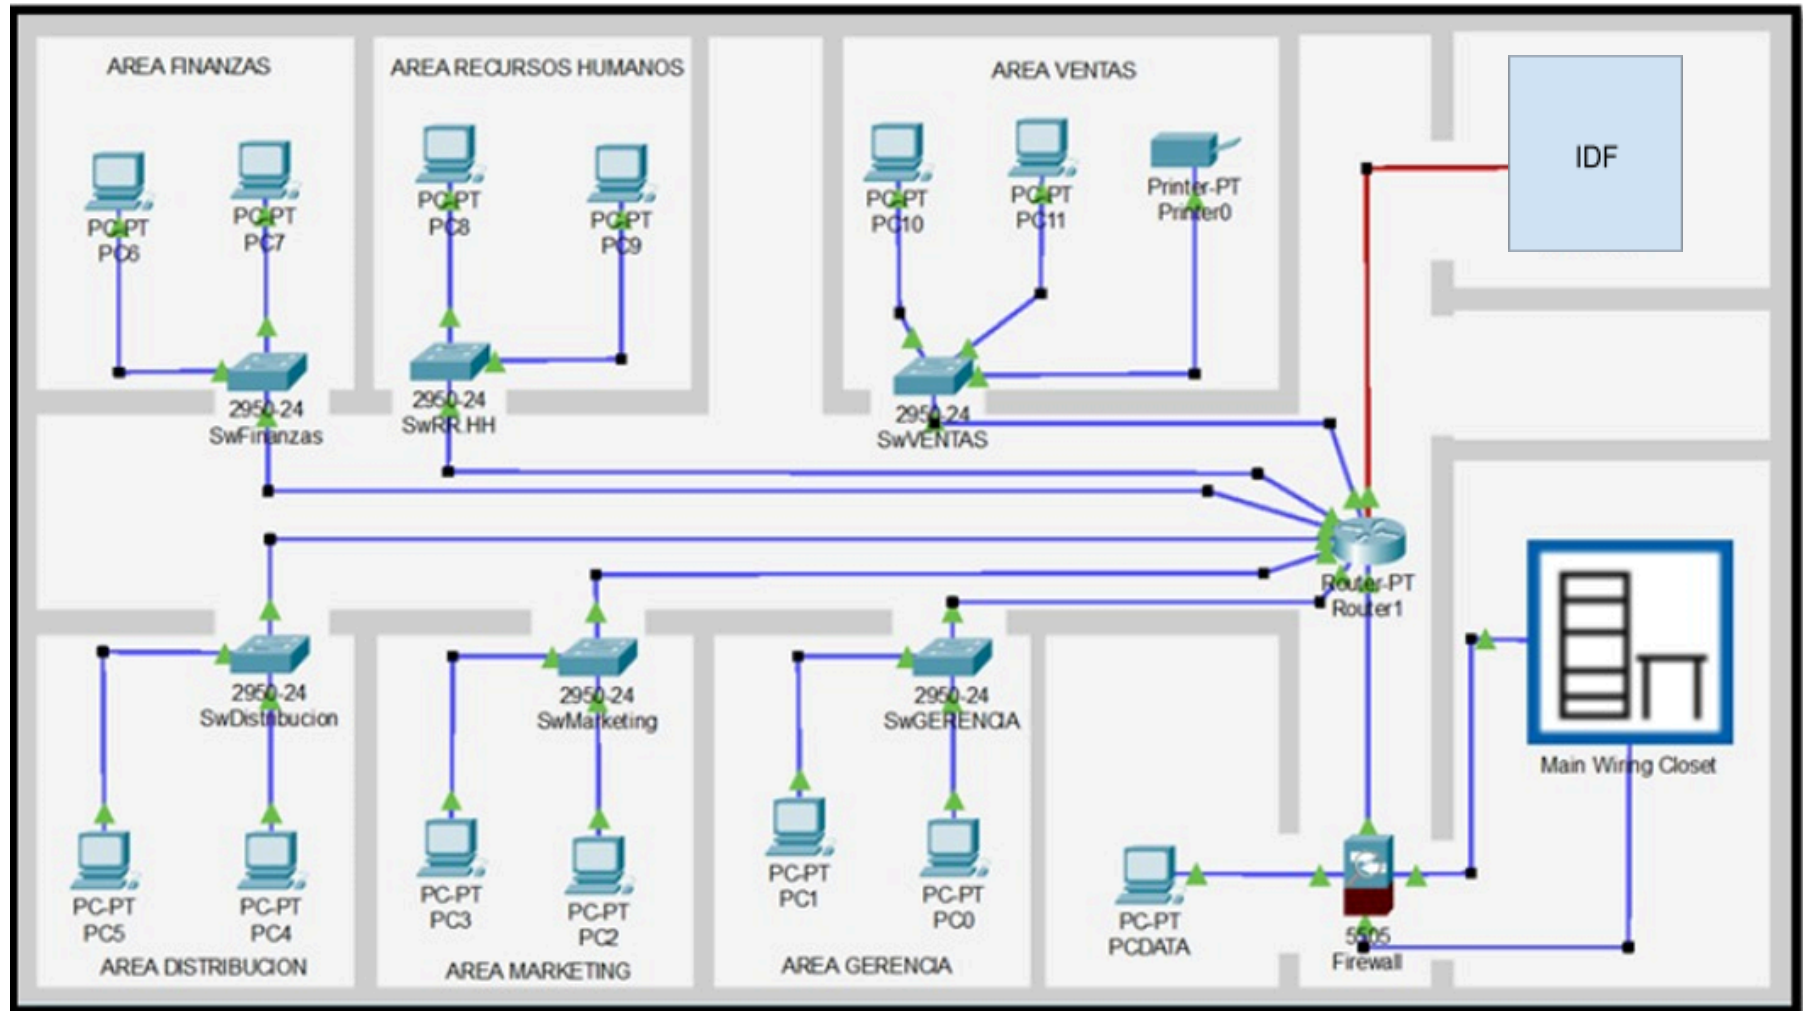 AREA FINANZAS
AREA RECURSOS HUMANOS
AREA VENTAS
IDF
PC-PT
PC6
PC-PT
PC7
PC-PT
PC8
PC-PT
PC9
PC-PT
PC10
PC-PT
PC11
Printer-PT
Printer0
2950-24
SwFinanzas
2950-24
SwRR.HH
2950-24
SwVENTAS
Router-PT
Router1
2950-24
SwDistribucion
2950-24
SwMarketing
2950-24
SwGERENCIA
Main Wiring Closet
PC-PT
PC5
PC-PT
PC4
PC-PT
PC3
PC-PT
PC2
PC-PT
PC1
PC-PT
PC0
PC-PT
PCDATA
5505
Firewall
AREA DISTRIBUCION
AREA MARKETING
AREA GERENCIA